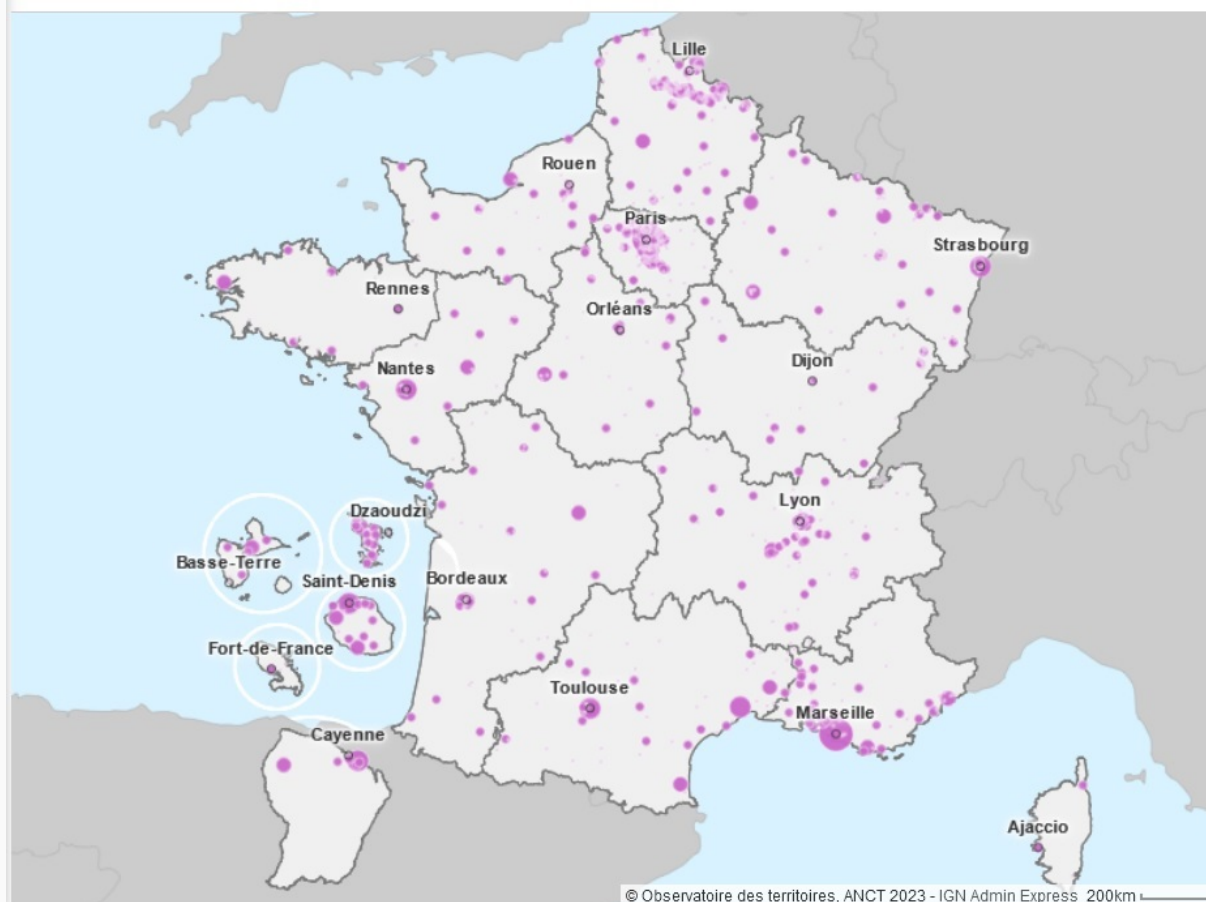 Lille
Rouen
Paris
Strasbourg
Rennes
Orléans
Nantes
Dijon
Lyon
Dzaoudzi
Basse-Terre
Saint-Denis
Bordeaux
Fort-de-France
Toulouse
Marseille
Cayenne
Ajaccio
© Observatoire des territoires, ANCT 2023 - IGN Admin Express 200km